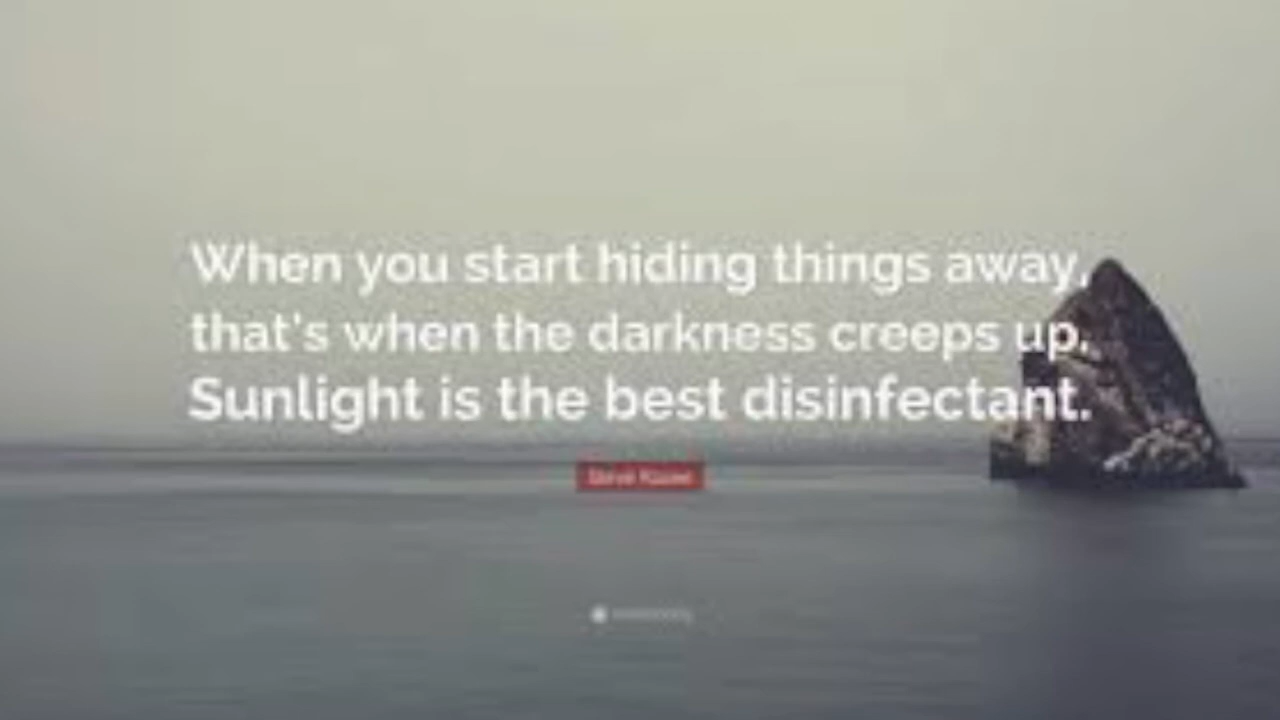 When you start hiding things away,
that's when the darkness creeps up.
Sunlight is the best disinfectant.